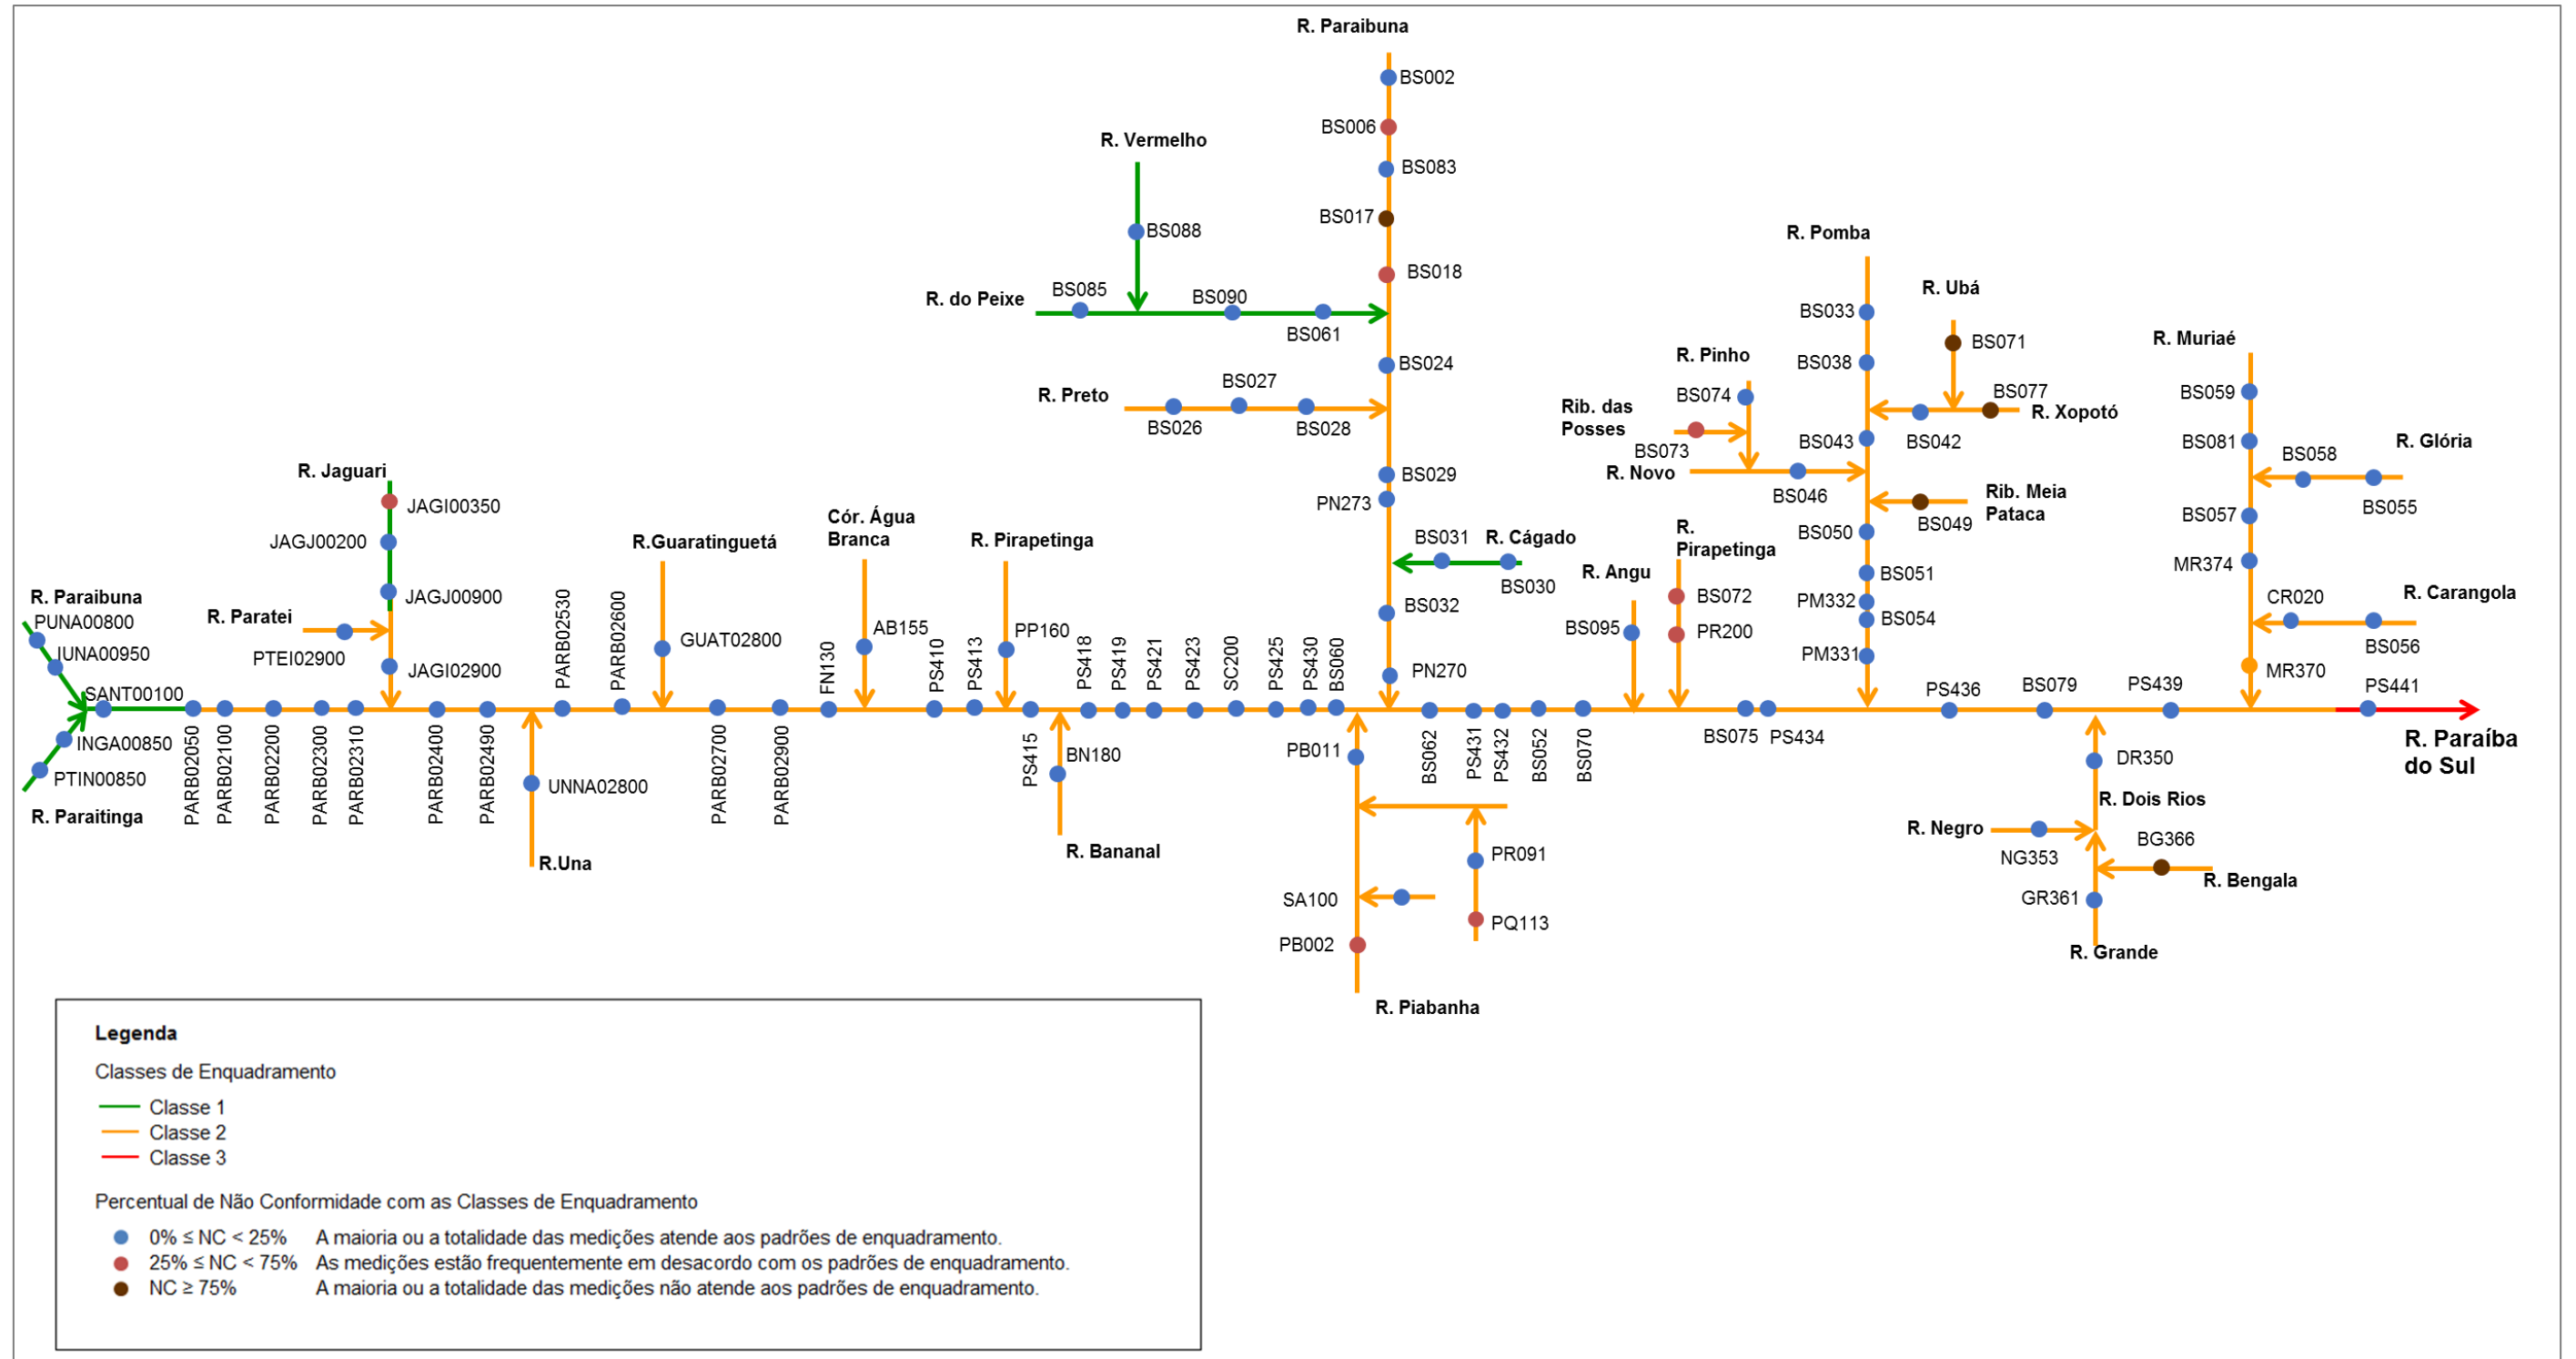 R. Paraibuna
BS002
BS006
BS083
R. Vermelho
BS017
BS088
R. Pomba
BS018
R. Ubá
BS085
BS090
R. do Peixe
BS033
BS061
R. Muriaé
BS071
R. Pinho
BS038
BS024
BS027
BS077
BS059
R. Preto
BS074
R. Xopotó
Rib. das
Posses
BS026
BS028
BS043
BS042
BS081
R. Glória
BS073
BS058
R. Jaguari
R. Novo
BS029
BS046
Rib. Meia
Pataca
PN273
BS055
JAGI00350
BS049
BS057
Cór. Água
Branca
R.
Pirapetinga
BS050
JAGJ00200
R.Guaratinguetá
R. Pirapetinga
BS031
R. Cágado
R. Angu
BS051
MR374
BS030
R. Paraibuna
JAGJ00900
BS072
PM332
CR020
R. Carangola
PUNA00800
R. Paratei
BS032
BS054
BS095
PR200
IUNA00950
PTEI02900
GUAT02800
AB155
PP160
PM331
BS056
JAGI02900
PN270
MR370
SANT00100
PARB02530
PARB02600
FN130
PS410
PS413
PS418
PS419
PS421
PS423
SC200
PS425
PS430
BS060
PS436
BS079
PS439
PS441
INGA00850
PTIN00850
R. Paraitinga
PARB02050
PARB02100
PARB02200
PARB02300
PARB02310
PARB02400
PARB02490
UNNA02800
R.Una
PARB02700
PARB02900
PS415
BN180
R. Bananal
PB011
BS062
PS431
PS432
BS052
BS070
BS075
PS434
R. Paraíba
do Sul
DR350
R. Dois Rios
R. Negro
BG366
NG353
PR091
R. Bengala
SA100
GR361
PQ113
PB002
R. Grande
R. Piabanha
Legenda
Classes de Enquadramento
Classe 1
Classe 2
Classe 3
Percentual de Não Conformidade com as Classes de Enquadramento
0% ≤ NC < 25% A maioria ou a totalidade das medições atende aos padrões de enquadramento.
25% ≤ NC < 75% As medições estão frequentemente em desacordo com os padrões de enquadramento.
NC ≥ 75% A maioria ou a totalidade das medições não atende aos padrões de enquadramento.